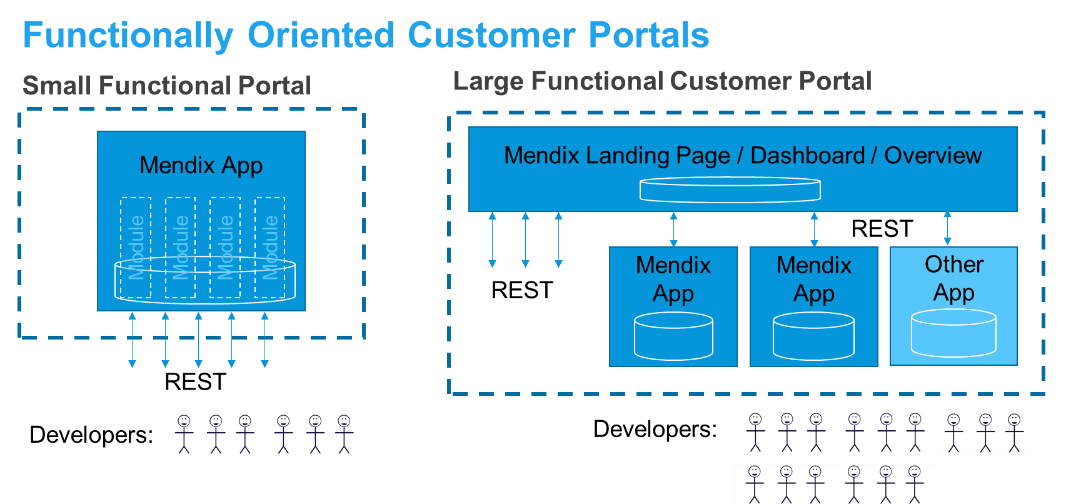 Functionally Oriented Customer Portals
Small Functional Portal
Mendix App
Module
Module
Module
Module
REST
Developers:
Large Functional Customer Portal
Mendix Landing Page / Dashboard / Overview
REST
REST
Mendix
App
Mendix
App
Other
App
Developers: